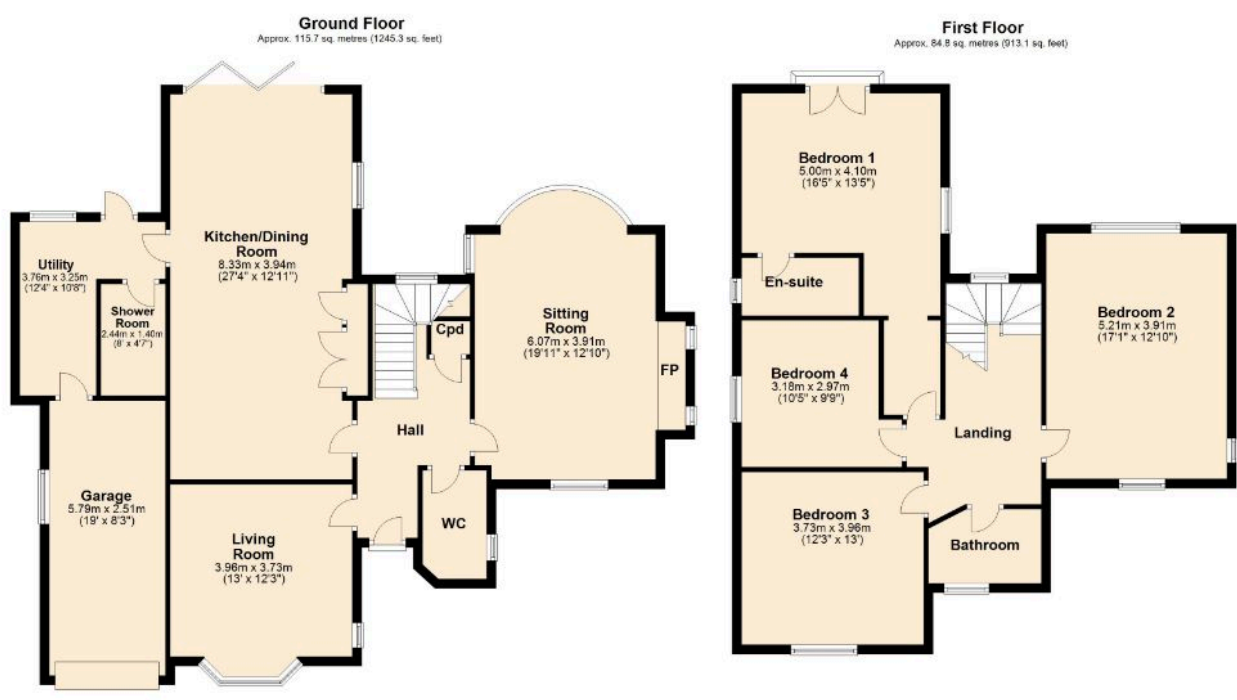 Ground Floor
Approx. 115.7 sq. metres (1245.3 sq. feet)
Kitchen/Dining
Room
8.33m x 3.94m
(27'4" x 12'11")
Utility
3.76m x 3.25m
(12'4" x 10'8")
Shower
Room
2.44m x 1.40m
(8' x 4'7")
Cpd
Sitting
Room
6.07m x 3.91m
(19'11" x 12'10")
FP
Hall
Garage
5.79m x 2.51m
(19' x 8'3")
WC
Living
Room
3.96m x 3.73m
(13' x 12'3")
First Floor
Approx. 84.8 sq. metres (913.1 sq. feet)
Bedroom 1
5.00m x 4.10m
(16'5" x 13'5")
En-suite
Bedroom 2
5.21m x 3.91m
(17'1" x 12'10")
Bedroom 4
3.18m x 2.97m
(10'5" x 9'9")
Landing
Bedroom 3
3.73m x 3.96m
(12'3" x 13')
Bathroom